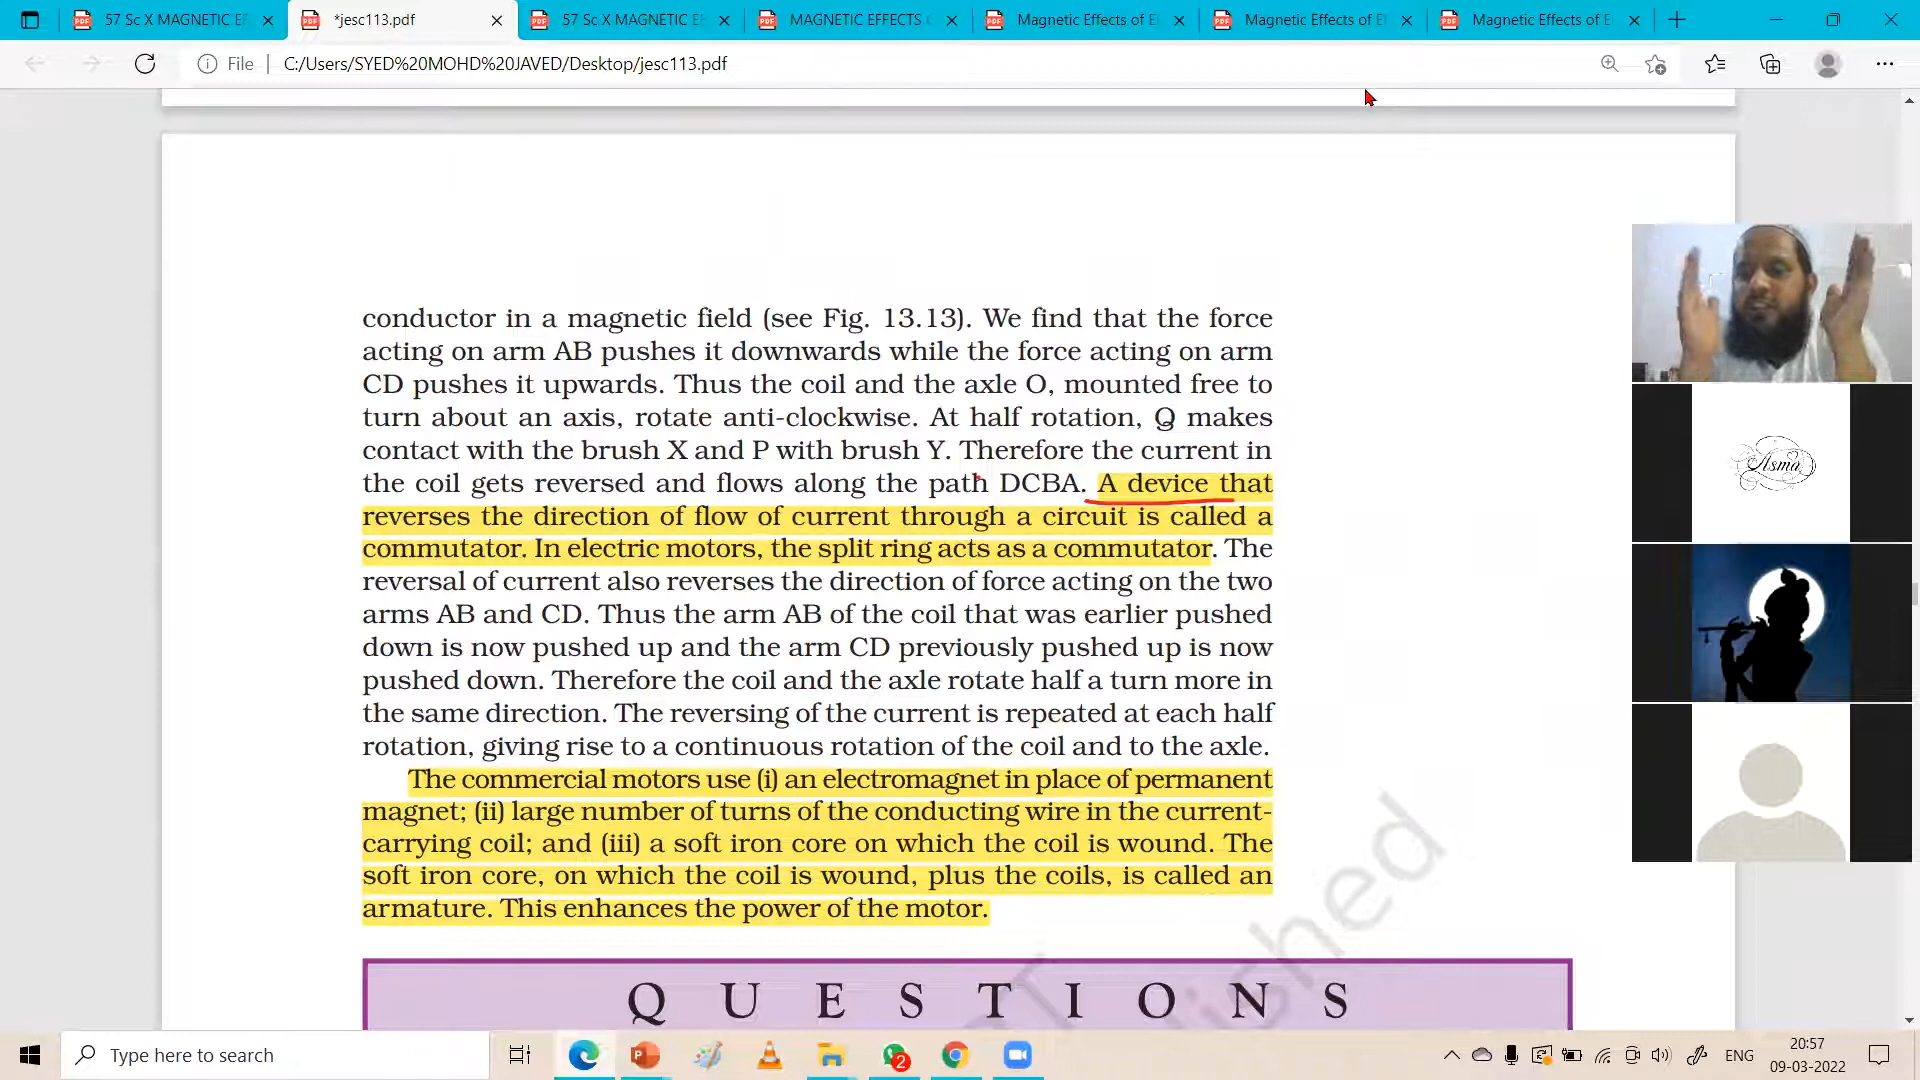 57 Sc X MAGNETIC EF
*jesc113.pdf
57 Sc X MAGNETIC EF
MAGNETIC EFFECTS
Magnetic Effects of E
Magnetic Effects of E
Magnetic Effects of E
File
C:/Users/SYED%20MOHD%20JAVED/Desktop/jesc113.pdf
conductor in a magnetic field (see Fig. 13.13). We find that the force
acting on arm AB pushes it downwards while the force acting on arm
CD pushes it upwards. Thus the coil and the axle O, mounted free to
turn about an axis, rotate anti-clockwise. At half rotation, Q makes
contact with the brush X and P with brush Y. Therefore the current in
the coil gets reversed and flows along the path DCBA. A device that
reverses the direction of flow of current through a circuit is called a
commutator. In electric motors, the split ring acts as a commutator. The
reversal of current also reverses the direction of force acting on the two
arms AB and CD. Thus the arm AB of the coil that was earlier pushed
down is now pushed up and the arm CD previously pushed up is now
pushed down. Therefore the coil and the axle rotate half a turn more in
the same direction. The reversing of the current is repeated at each half
rotation, giving rise to a continuous rotation of the coil and to the axle.
The commercial motors use (i) an electromagnet in place of permanent
magnet; (ii) large number of turns of the conducting wire in the current-
carrying coil; and (iii) a soft iron core on which the coil is wound. The
soft iron core, on which the coil is wound, plus the coils, is called an
armature. This enhances the power of the motor.
QUESTIONS
Asma
Type here to search
2
ENG
20:57
09-03-2022